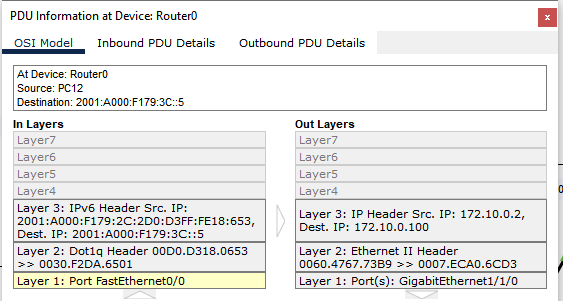 PDU Information at Device: Router0
x
OSI Model
Inbound PDU Details
Outbound PDU Details
At Device: Router0
Source: PC12
Destination: 2001:A000:F179:3C::5
In Layers
Layer7
Layer6
Layer5
Layer4
Layer 3: IPv6 Header Src. IP:
2001:A000:F179:2C:2D0:D3FF:FE18:653,
Dest. IP: 2001:A000:F179:3C::5
Layer 2: Dot1q Header 00D0.D318.0653
>> 0030.F2DA.6501
Layer 1: Port FastEthernet0/0
Out Layers
Layer7
Layer6
Layer5
Layer4
Layer 3: IP Header Src. IP: 172.10.0.2,
Dest. IP: 172.10.0.100
Layer 2: Ethernet II Header
0060.4767.73B9 >> 0007.ECA0.6CD3
Layer 1: Port(s): GigabitEthernet1/1/0